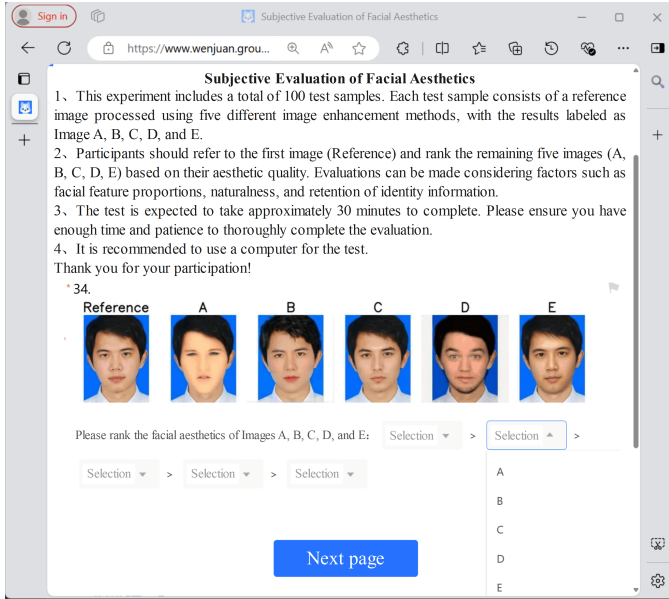 Sign in
Subjective Evaluation of Facial Aesthetics
https://www.wenjuan.grou...
Subjective Evaluation of Facial Aesthetics
1、This experiment includes a total of 100 test samples. Each test sample consists of a reference
image processed using five different image enhancement methods, with the results labeled as
Image A, B, C, D, and E.
2、Participants should refer to the first image (Reference) and rank the remaining five images (A,
B, C, D, E) based on their aesthetic quality. Evaluations can be made considering factors such as
facial feature proportions, naturalness, and retention of identity information.
3、The test is expected to take approximately 30 minutes to complete. Please ensure you have
enough time and patience to thoroughly complete the evaluation.
4、It is recommended to use a computer for the test.
Thank you for your participation!
*34.
Reference A B C D E
Please rank the facial aesthetics of Images A, B, C, D, and E: Selection > Selection >
Selection > Selection > Selection
A
B
C
D
E
Next page